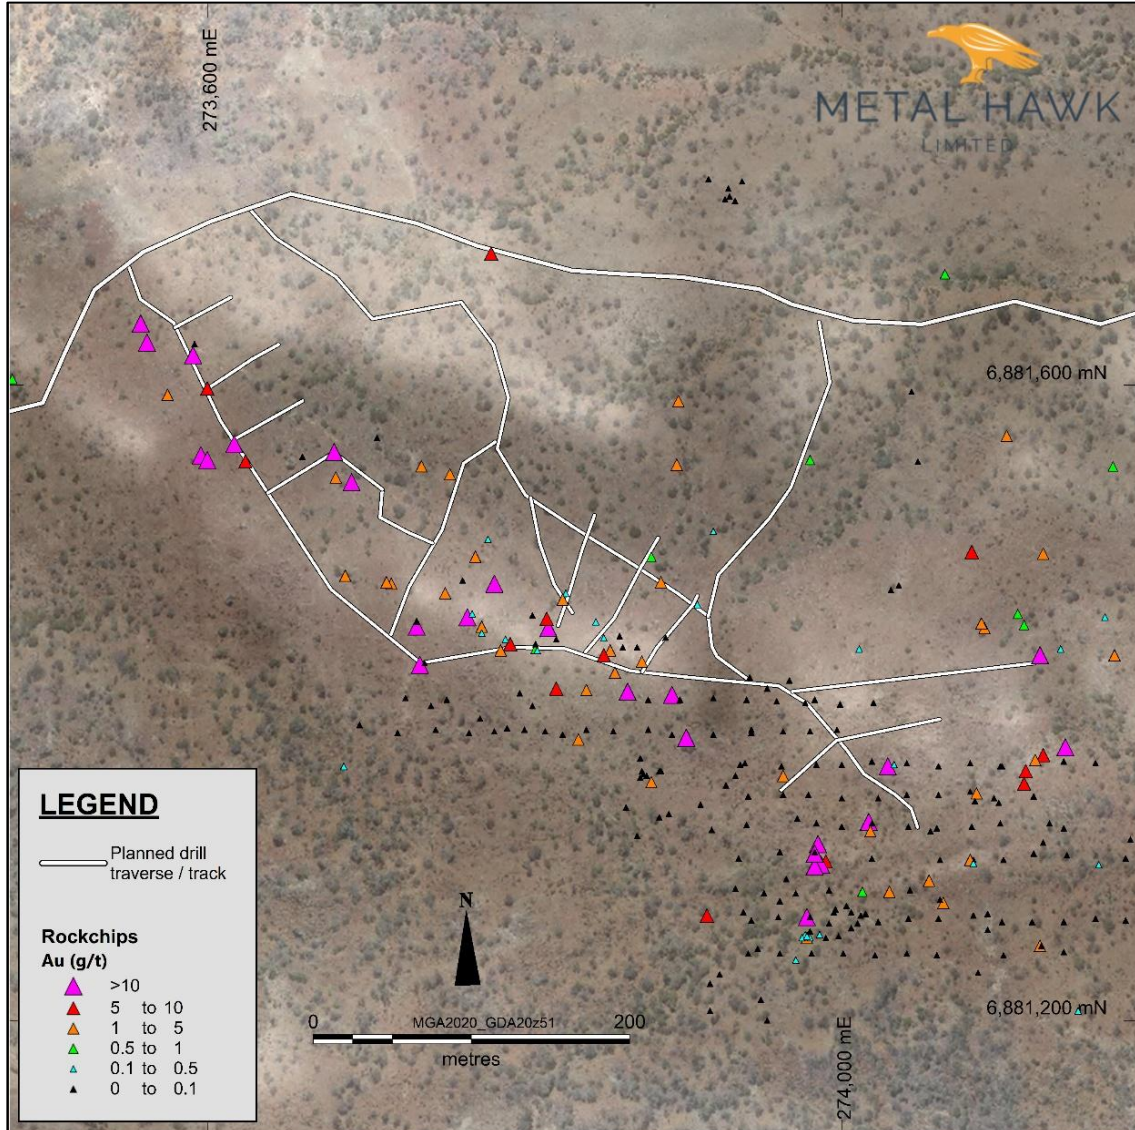 METAL HAWK
LIMITED
273,600 mE
6,881,600 mN
LEGEND
Planned drill
traverse / track
Rockchips
Au (g/t)
>10
5 to 10
1 to 5
0.5 to 1
0.1 to 0.5
0 to 0.1
N
0 MGA2020_GDA20z51 200
metres
6,881,200 mN
274,000 mE